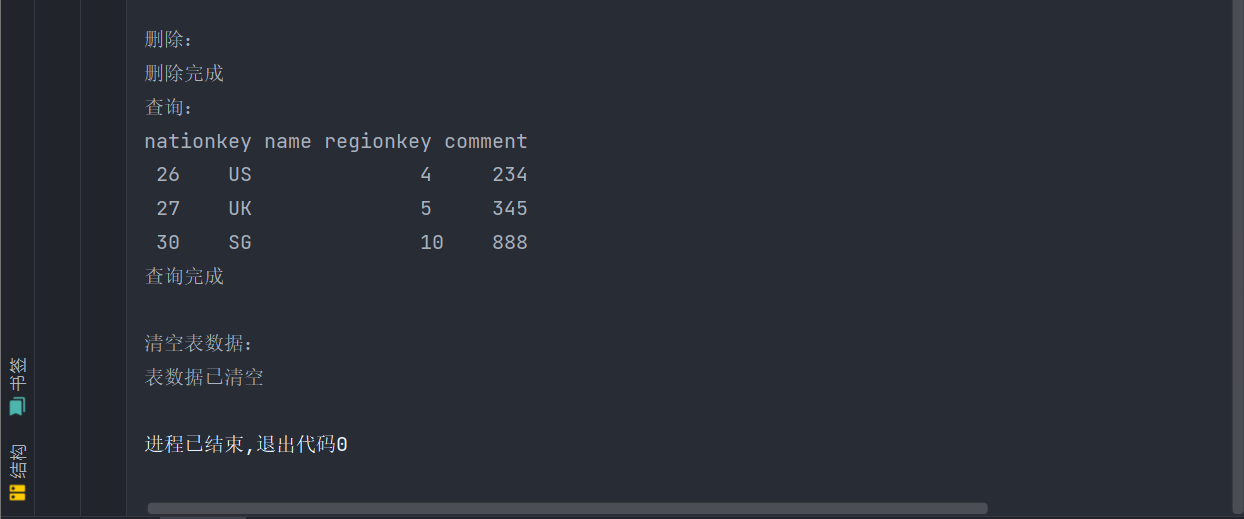 删除：
删除完成
查询：
nationkey name regionkey comment
26 US 4 234
27 UK 5 345
30 SG 10 888
查询完成
清空表数据：
表数据已清空
进程已结束,退出代码0
书签
结构